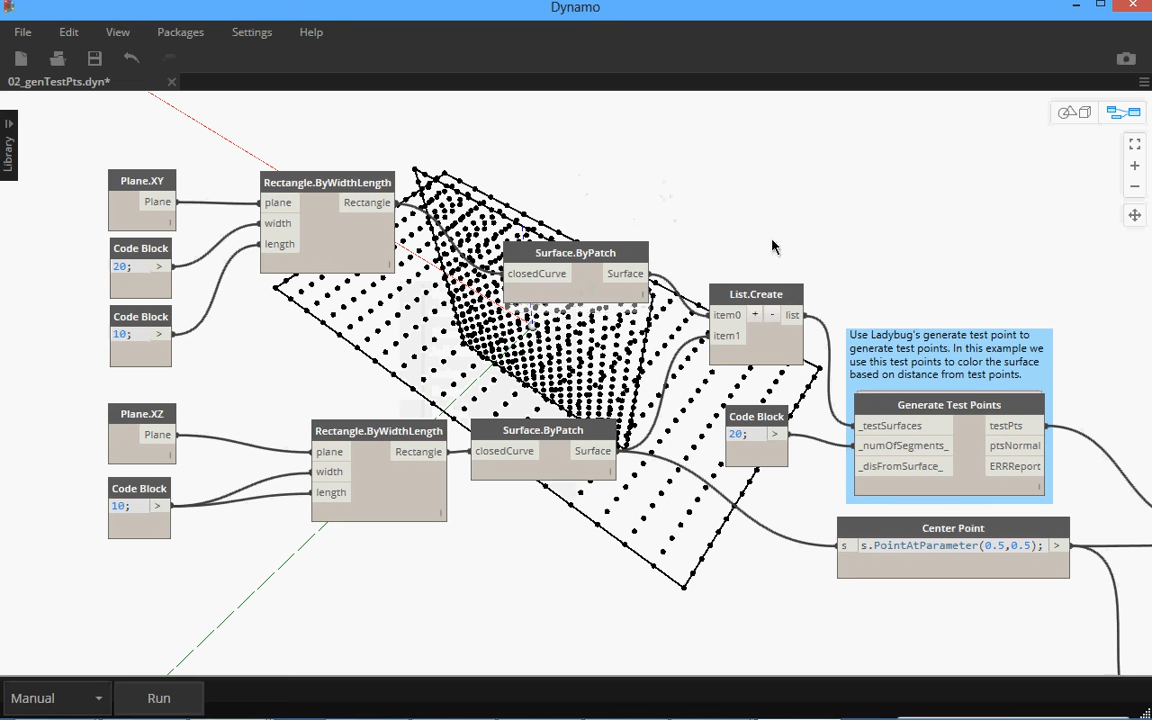 Dynamo
File Edit View Packages Settings Help
02_genTestPts.dyn*
Library
Plane.XY
Plane
Code Block
20; >
Code Block
10; >
Rectangle.ByWidthLength
plane Rectangle
width
length
Surface.ByPatch
closedCurve Surface
List.Create
item0 + - list
item1
Use Ladybug's generate test point to
generate test points. In this example we
use this test points to color the surface
based on distance from test points.
Generate Test Points
_testSurfaces testPts
_numOfSegments_ ptsNormal
_disFromSurface_ ERRReport
Code Block
20; >
Plane.XZ
Plane
Code Block
10; >
Rectangle.ByWidthLength
plane Rectangle
width
length
Surface.ByPatch
closedCurve Surface
Center Point
s s.PointAtParameter(0.5,0.5); >
Manual Run